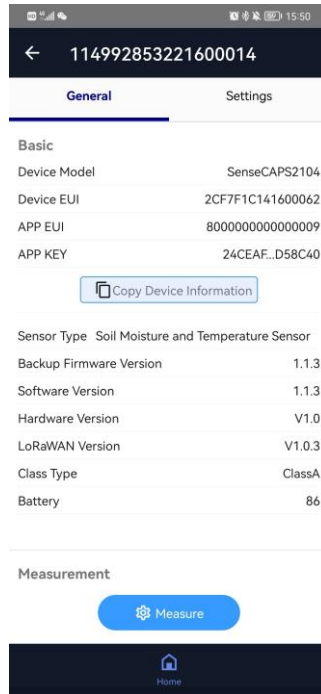 15:50
114992853221600014
General Settings
Basic
Device Model SenseCAPS2104
Device EUI 2CF7F1C141600062
APP EUI 8000000000000009
APP KEY 24CEAF...D58C40
Copy Device Information
Sensor Type Soil Moisture and Temperature Sensor
Backup Firmware Version 1.1.3
Software Version 1.1.3
Hardware Version V1.0
LoRaWAN Version V1.0.3
Class Type ClassA
Battery 86
Measurement
Measure
Home